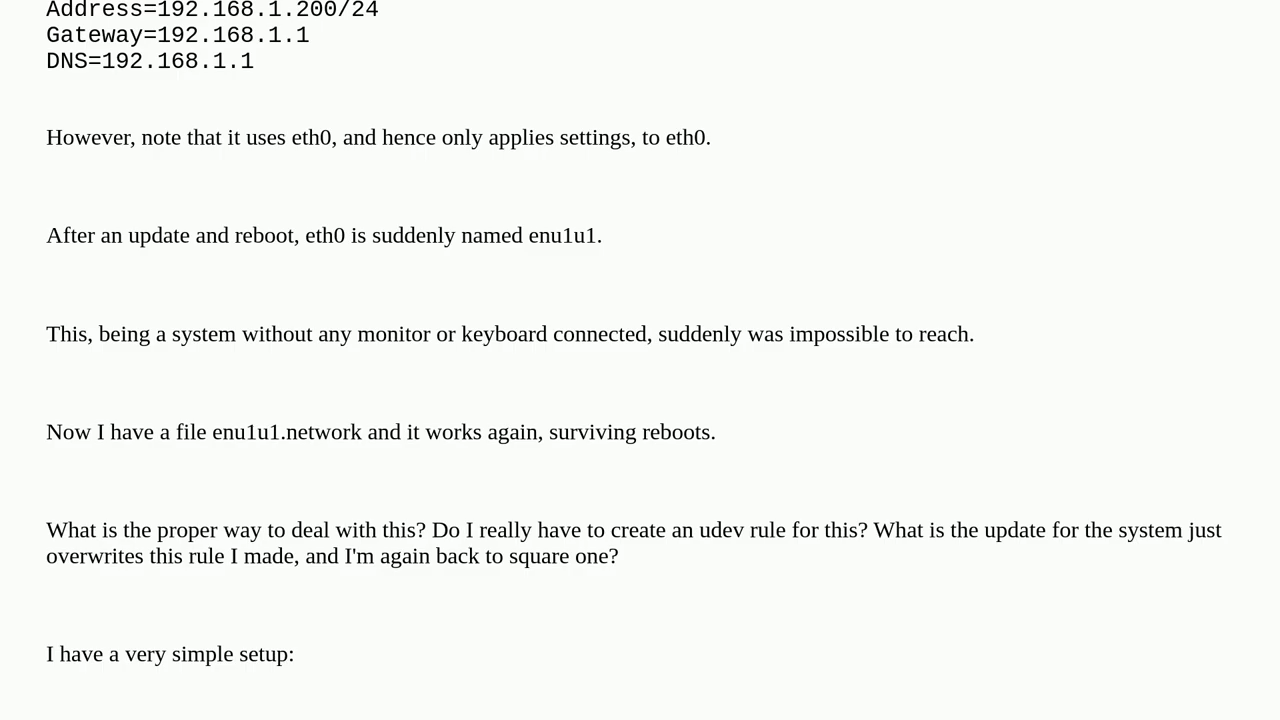 Address=192.168.1.200/24
Gateway=192.168.1.1
DNS=192.168.1.1
However, note that it uses eth0, and hence only applies settings, to eth0.
After an update and reboot, eth0 is suddenly named enu1u1.
This, being a system without any monitor or keyboard connected, suddenly was impossible to reach.
Now I have a file enu1u1.network and it works again, surviving reboots.
What is the proper way to deal with this? Do I really have to create an udev rule for this? What is the update for the system just
overwrites this rule I made, and I'm again back to square one?
I have a very simple setup: